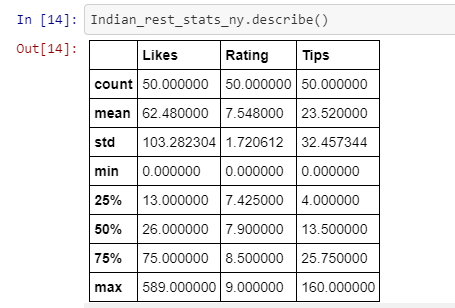 In [14]: Indian_rest_stats_ny.describe()
Out[14]:
Likes Rating Tips
count 50.000000 50.000000 50.000000
mean 62.480000 7.548000 23.520000
std 103.282304 1.720612 32.457344
min 0.000000 0.000000 0.000000
25% 13.000000 7.425000 4.000000
50% 26.000000 7.900000 13.500000
75% 75.000000 8.500000 25.750000
max 589.000000 9.000000 160.000000